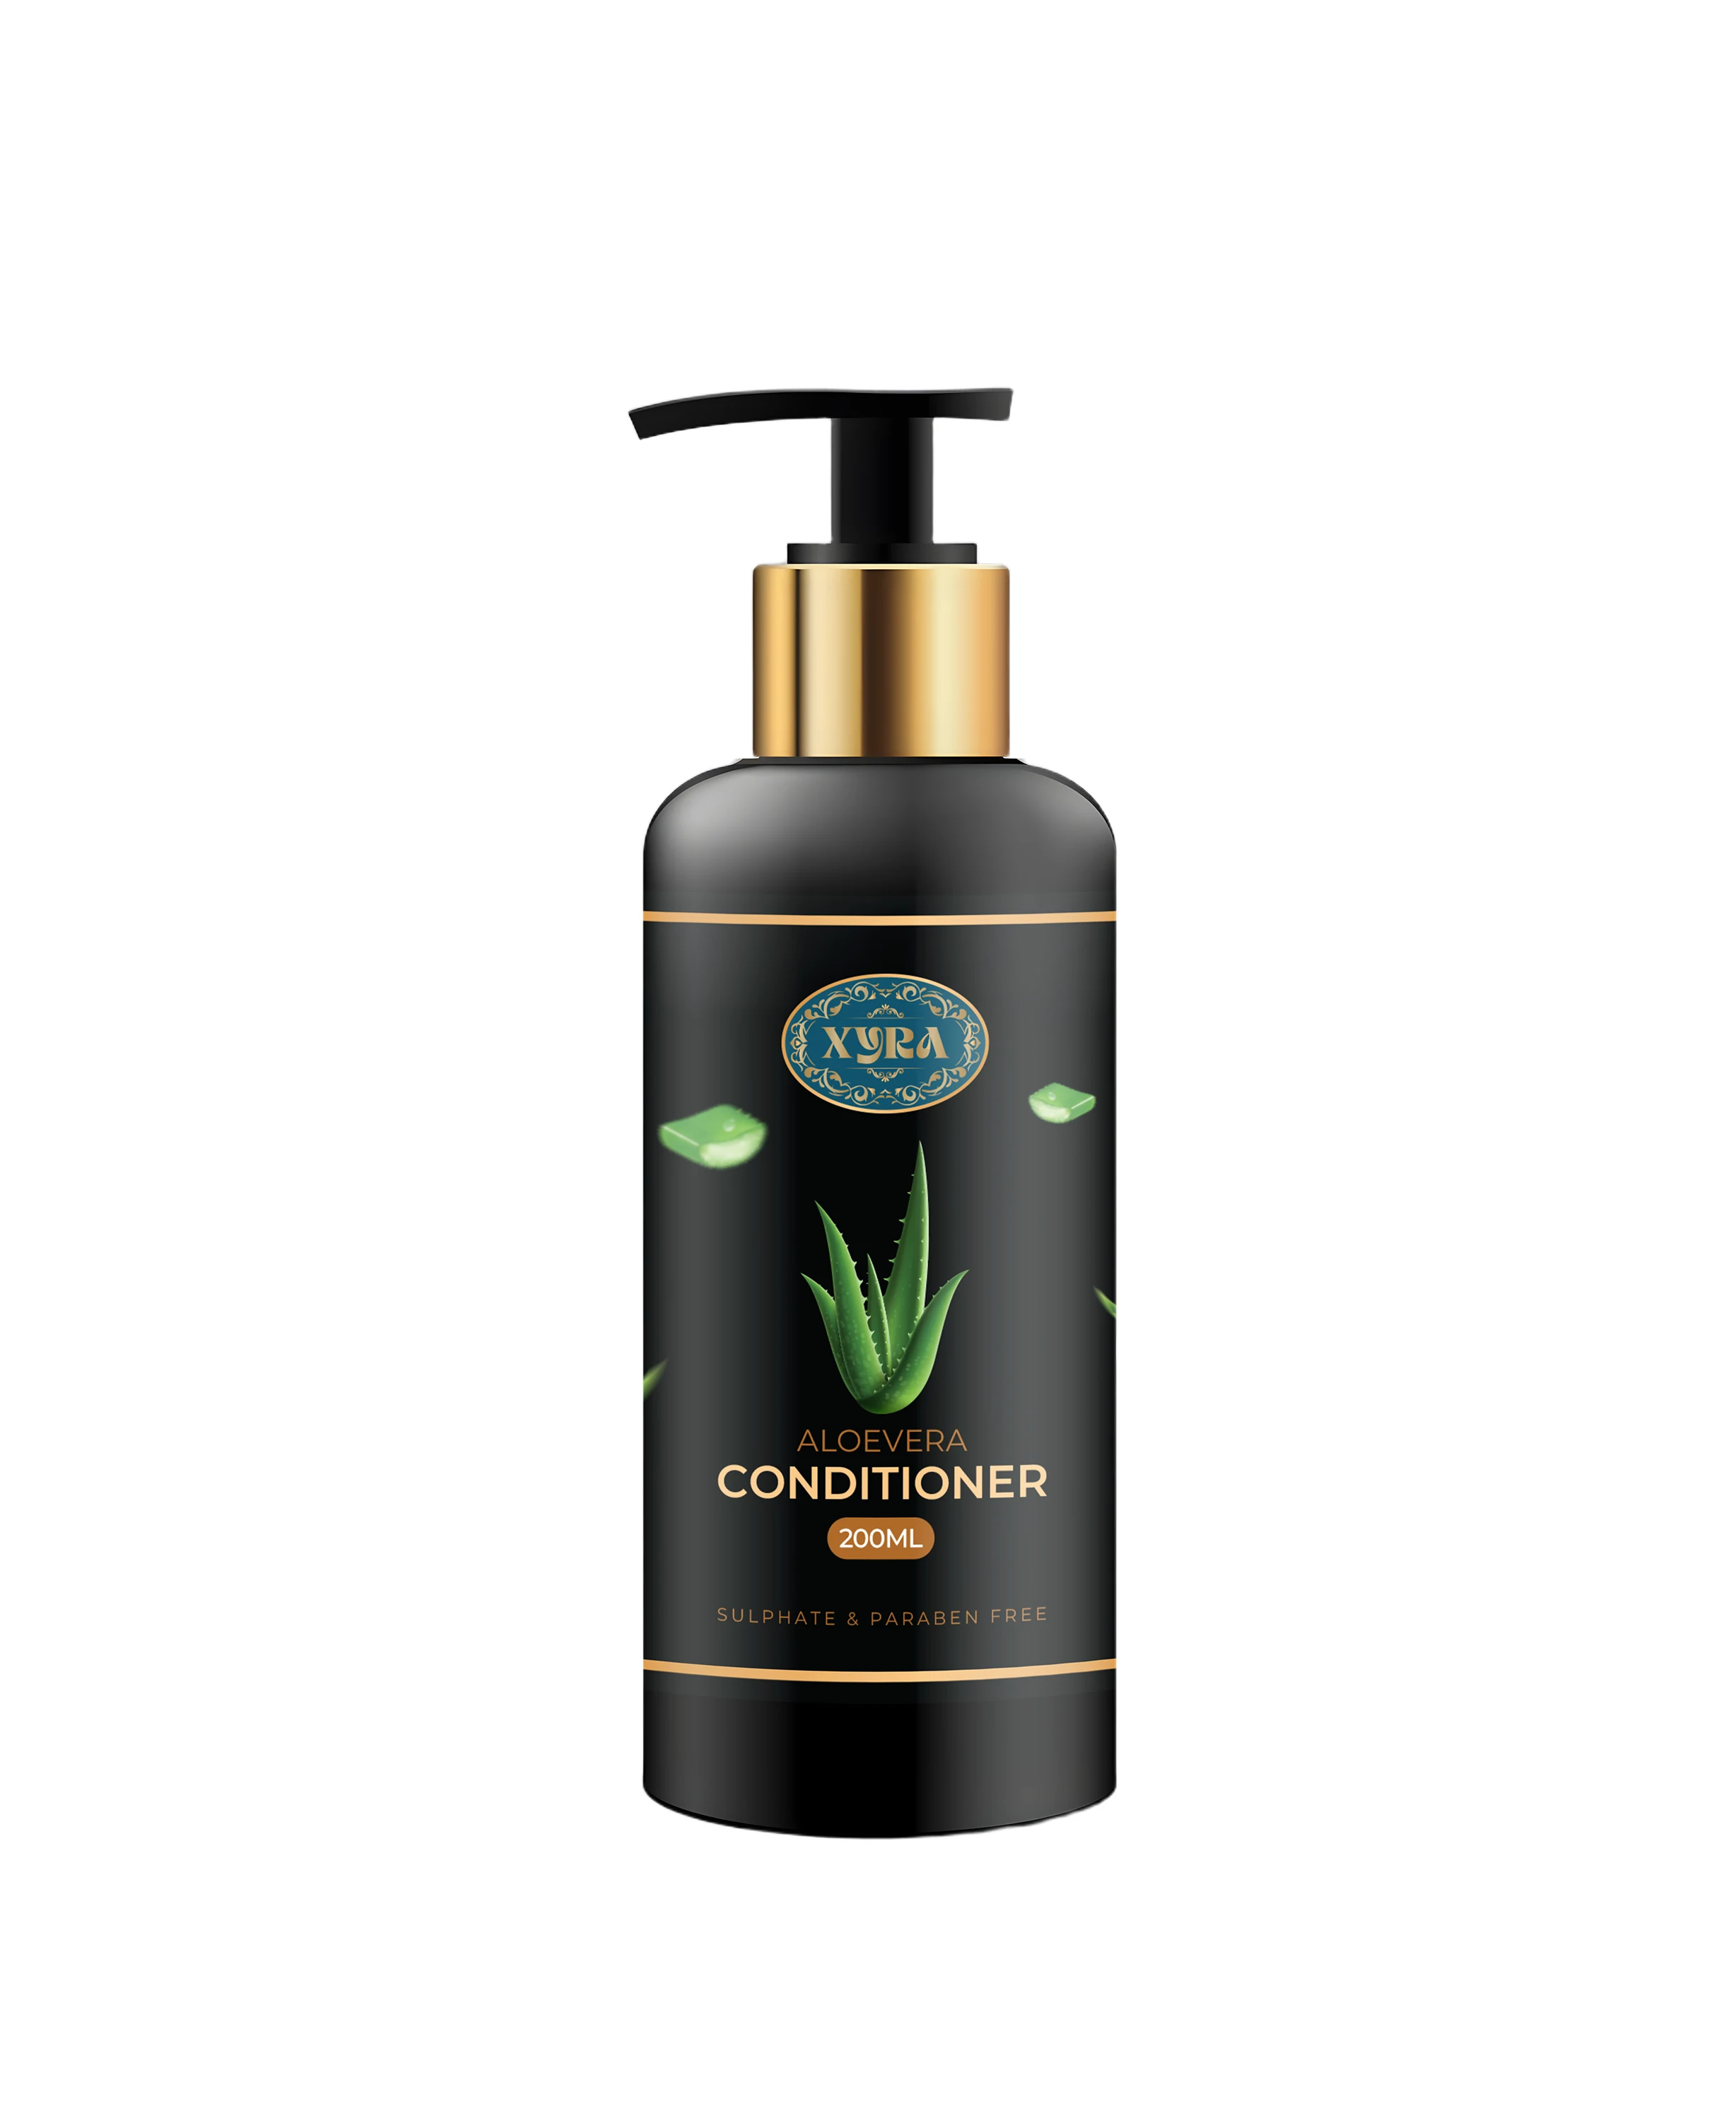 XYRA
ALOEVERA
CONDITIONER
200ML
SULPHATE & PARABEN FREE